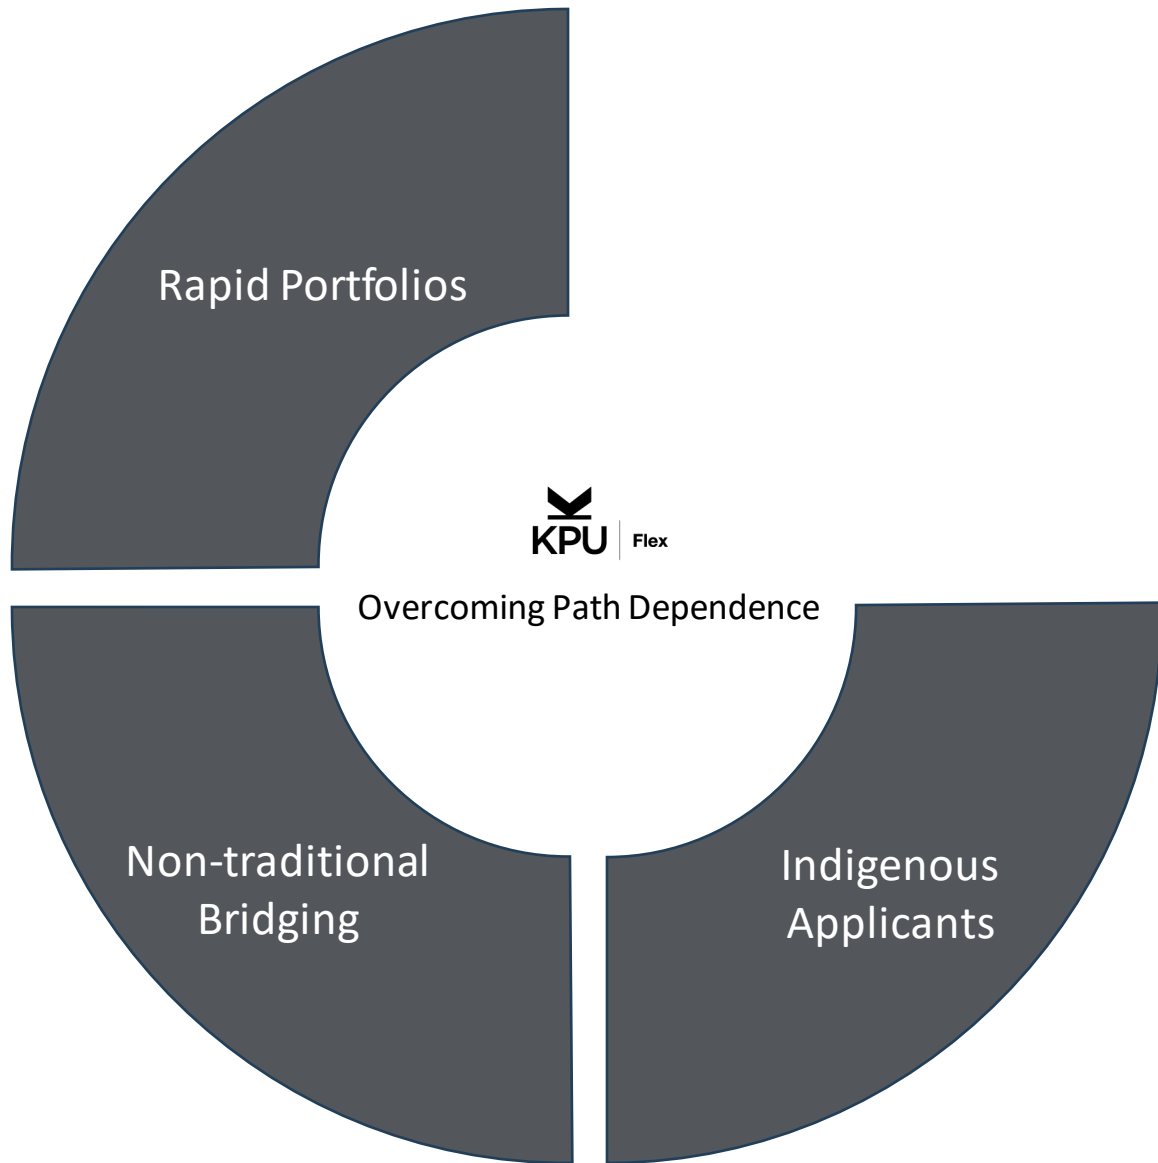 Rapid Portfolios
KPU | Flex
Overcoming Path Dependence
Non-traditional
Bridging
Indigenous
Applicants